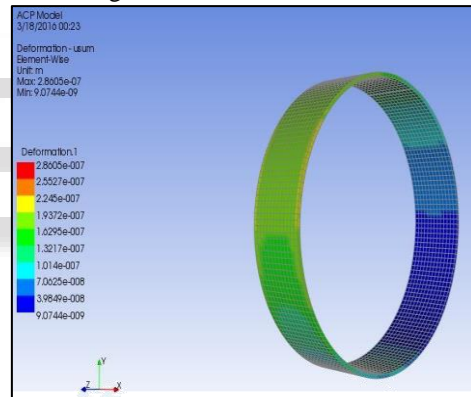 ACP Model
3/18/2016 00:23
Deformation - usum
Element-Wise
Unit: m
Max: 2.8605e-07
Min: 9.0744e-09
Deformation.1
2.8605e-007
2.5527e-007
2.245e-007
1.9372e-007
1.6295e-007
1.3217e-007
1.014e-007
7.0625e-008
3.9849e-008
9.0744e-009
Y
Z
X